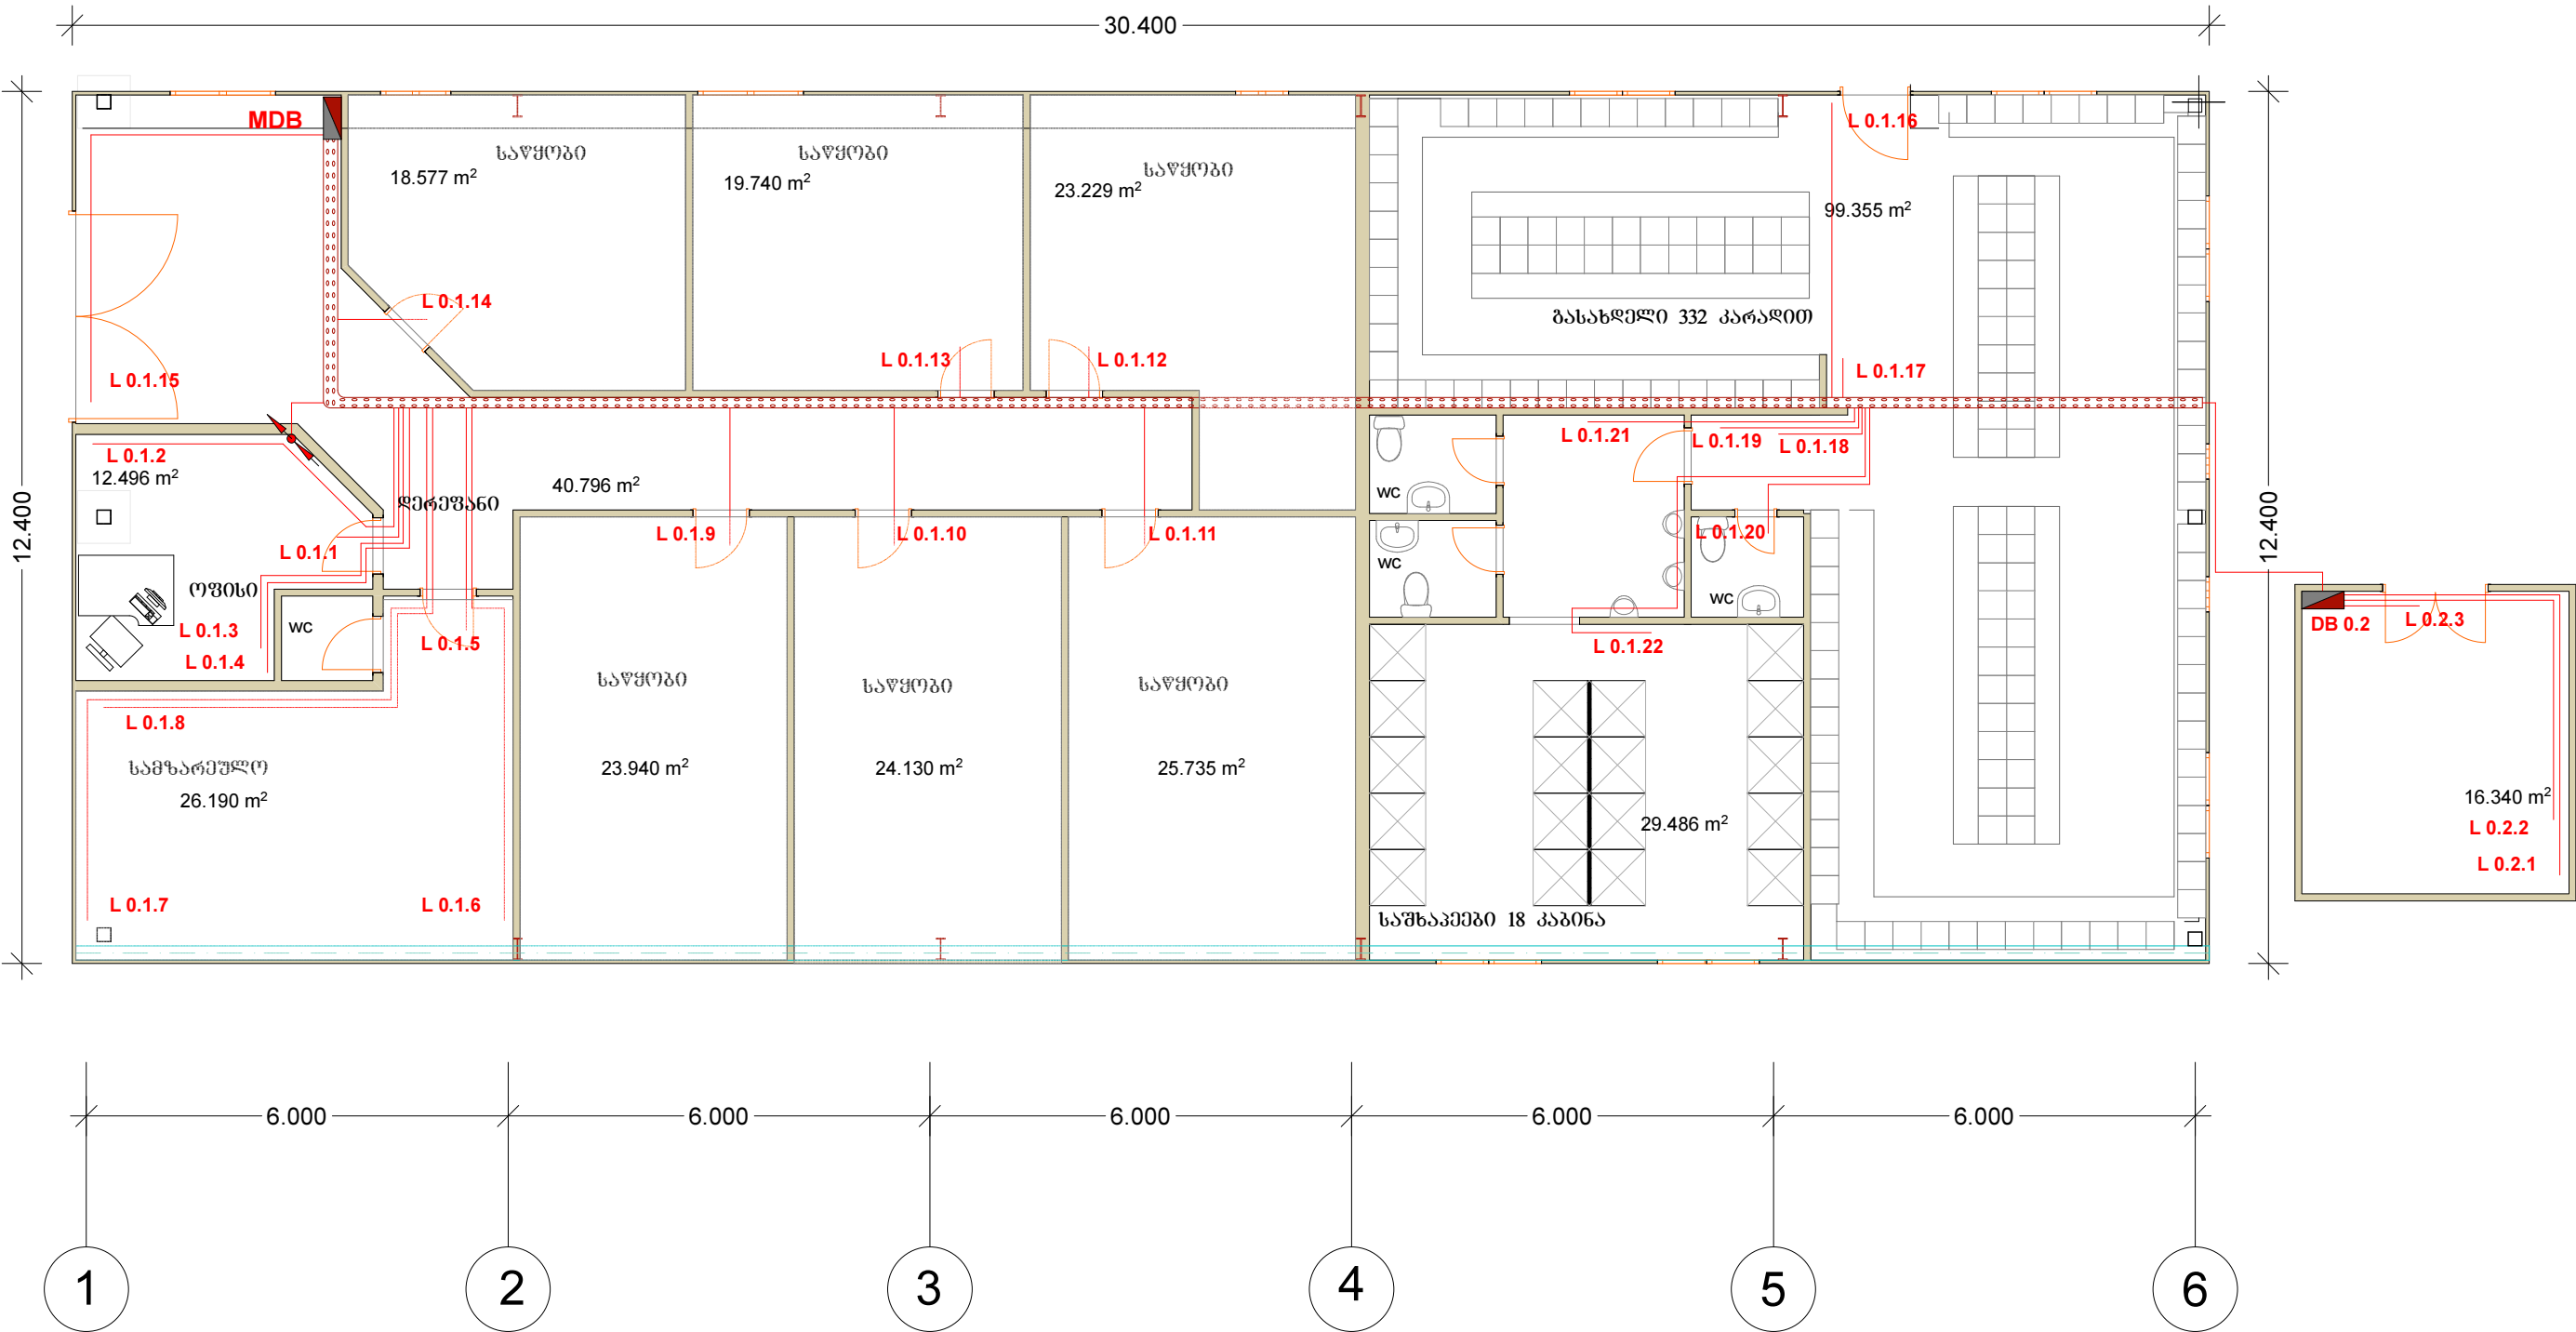 30.400
MDB
L 0.1.16
საწყობი
საწყობი
საწყობი
18.577 m²
19.740 m²
23.229 m²
99.355 m²
L 0.1.14
გასახდელი 332 კარადით
L 0.1.13
L 0.1.12
L 0.1.15
L 0.1.17
L 0.1.2
12.496 m²
L 0.1.21
L 0.1.19
L 0.1.18
40.796 m²
დერეფანი
WC
12.400
12.400
L 0.1.1
L 0.1.9
L 0.1.10
L 0.1.11
L 0.1.20
WC
ოფისი
WC
WC
L 0.1.3
L 0.1.4
L 0.1.5
L 0.1.22
DB 0.2
L 0.2.3
საწყობი
საწყობი
საწყობი
L 0.1.8
სამზარეულო
26.190 m²
23.940 m²
24.130 m²
25.735 m²
29.486 m²
16.340 m²
L 0.2.2
L 0.2.1
L 0.1.7
L 0.1.6
საშხაპეები 18 კაბინა
6.000
6.000
6.000
6.000
6.000
1
2
3
4
5
6